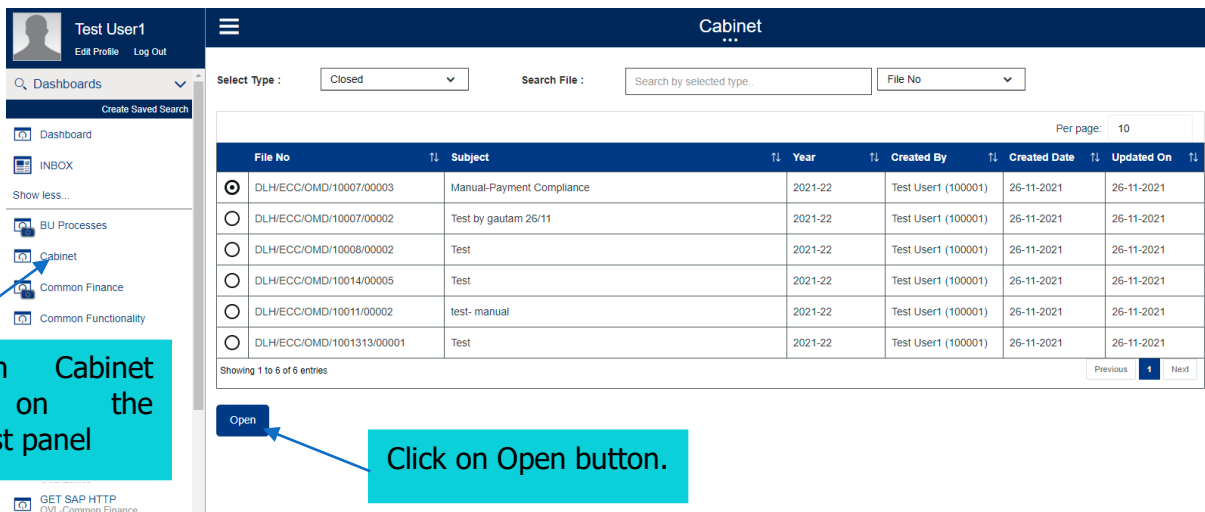 Test User1
Edit Profile Log Out
Cabinet
Dashboards
Create Saved Search
Dashboard
INBOX
Show less...
BU Processes
Cabinet
Common Finance
Common Functionality
Cabinet
on the
st panel
GET SAP HTTP
OVL-Common Finance
Select Type : Closed Search File : Search by selected type.. File No
Per page: 10
File No Subject Year Created By Created Date Updated On
DLH/ECC/OMD/10007/00003 Manual-Payment Compliance 2021-22 Test User1 (100001) 26-11-2021 26-11-2021
DLH/ECC/OMD/10007/00002 Test by gautam 26/11 2021-22 Test User1 (100001) 26-11-2021 26-11-2021
DLH/ECC/OMD/10008/00002 Test 2021-22 Test User1 (100001) 26-11-2021 26-11-2021
DLH/ECC/OMD/10014/00005 Test 2021-22 Test User1 (100001) 26-11-2021 26-11-2021
DLH/ECC/OMD/10011/00002 test- manual 2021-22 Test User1 (100001) 26-11-2021 26-11-2021
DLH/ECC/OMD/1001313/00001 Test 2021-22 Test User1 (100001) 26-11-2021 26-11-2021
Showing 1 to 6 of 6 entries Previous 1 Next
Open
Click on Open button.